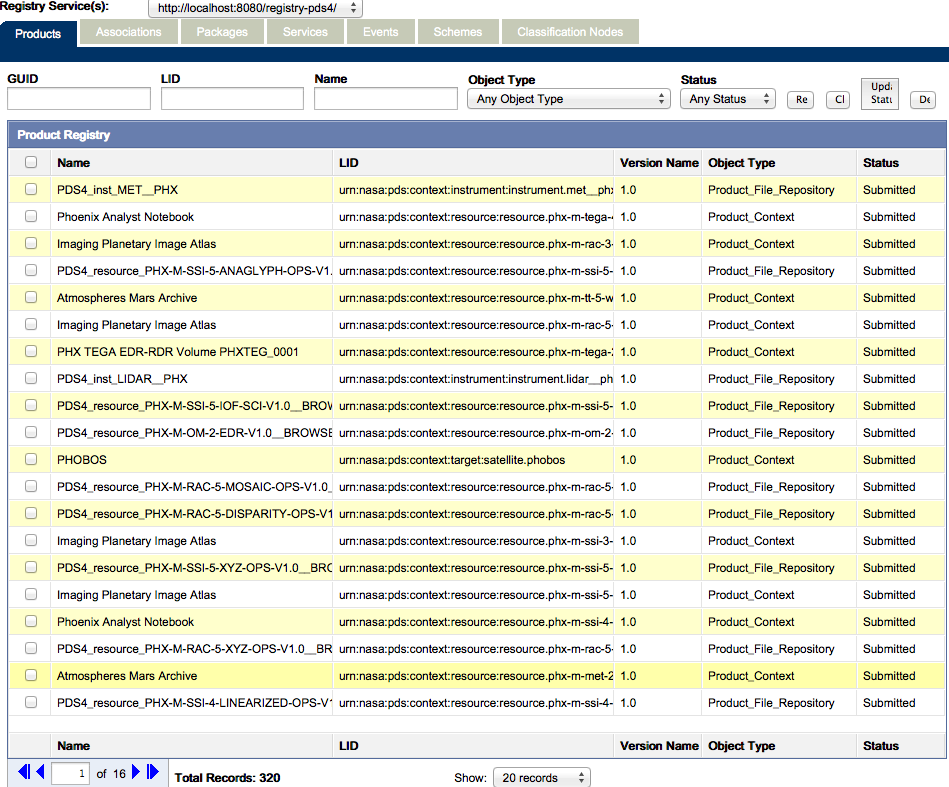 Registry Service(s): http://localhost:8080/registry-pds4/
Products Associations Packages Services Events Schemes Classification Nodes
GUID LID Name Object Type Status
Any Object Type Any Status Re Cl Upda Statu De
Product Registry
Name LID Version Name Object Type Status
PDS4_inst_MET__PHX urn:nasa:pds:context:instrument:instrument.met__phx 1.0 Product_File_Repository Submitted
Phoenix Analyst Notebook urn:nasa:pds:context:resource:resource.phx-m-tega-4 1.0 Product_Context Submitted
Imaging Planetary Image Atlas urn:nasa:pds:context:resource:resource.phx-m-rac-3- 1.0 Product_Context Submitted
PDS4_resource_PHX-M-SSI-5-ANAGLYPH-OPS-V1. urn:nasa:pds:context:resource:resource.phx-m-ssi-5- 1.0 Product_File_Repository Submitted
Atmospheres Mars Archive urn:nasa:pds:context:resource:resource.phx-m-tt-5-w 1.0 Product_Context Submitted
Imaging Planetary Image Atlas urn:nasa:pds:context:resource:resource.phx-m-rac-5- 1.0 Product_Context Submitted
PHX TEGA EDR-RDR Volume PHXTEG_0001 urn:nasa:pds:context:resource:resource.phx-m-tega-2 1.0 Product_Context Submitted
PDS4_inst_LIDAR__PHX urn:nasa:pds:context:instrument:instrument.lidar__ph 1.0 Product_File_Repository Submitted
PDS4_resource_PHX-M-SSI-5-IOF-SCI-V1.0__BROW urn:nasa:pds:context:resource:resource.phx-m-ssi-5- 1.0 Product_File_Repository Submitted
PDS4_resource_PHX-M-OM-2-EDR-V1.0__BROWSE urn:nasa:pds:context:resource:resource.phx-m-om-2- 1.0 Product_File_Repository Submitted
PHOBOS urn:nasa:pds:context:target:satellite.phobos 1.0 Product_Context Submitted
PDS4_resource_PHX-M-RAC-5-MOSAIC-OPS-V1.0_ urn:nasa:pds:context:resource:resource.phx-m-rac-5- 1.0 Product_File_Repository Submitted
PDS4_resource_PHX-M-RAC-5-DISPARITY-OPS-V1 urn:nasa:pds:context:resource:resource.phx-m-rac-5- 1.0 Product_File_Repository Submitted
Imaging Planetary Image Atlas urn:nasa:pds:context:resource:resource.phx-m-ssi-3- 1.0 Product_Context Submitted
PDS4_resource_PHX-M-SSI-5-XYZ-OPS-V1.0__BRO urn:nasa:pds:context:resource:resource.phx-m-ssi-5- 1.0 Product_File_Repository Submitted
Imaging Planetary Image Atlas urn:nasa:pds:context:resource:resource.phx-m-ssi-5- 1.0 Product_Context Submitted
Phoenix Analyst Notebook urn:nasa:pds:context:resource:resource.phx-m-ssi-4- 1.0 Product_Context Submitted
PDS4_resource_PHX-M-RAC-5-XYZ-OPS-V1.0__BR urn:nasa:pds:context:resource:resource.phx-m-rac-5- 1.0 Product_File_Repository Submitted
Atmospheres Mars Archive urn:nasa:pds:context:resource:resource.phx-m-met-2 1.0 Product_Context Submitted
PDS4_resource_PHX-M-SSI-4-LINEARIZED-OPS-V1 urn:nasa:pds:context:resource:resource.phx-m-ssi-4- 1.0 Product_File_Repository Submitted
Name LID Version Name Object Type Status
1 of 16 Total Records: 320 Show: 20 records